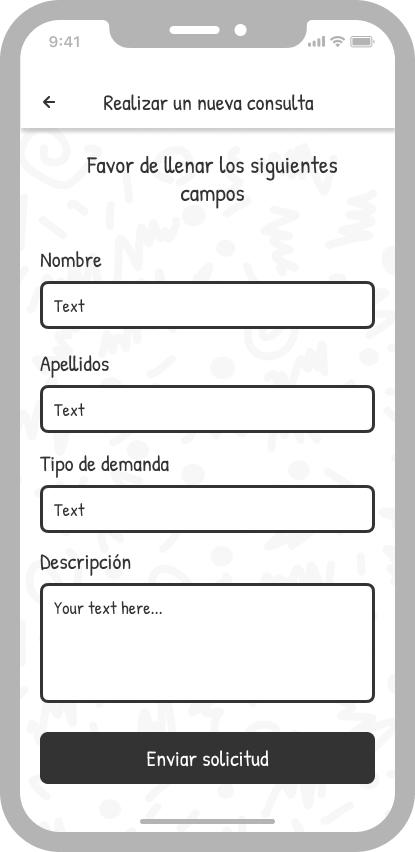 9:41
Realizar un nueva consulta
Favor de llenar los siguientes
campos
Nombre
Text
Apellidos
Text
Tipo de demanda
Text
Descripción
Your text here...
Enviar solicitud